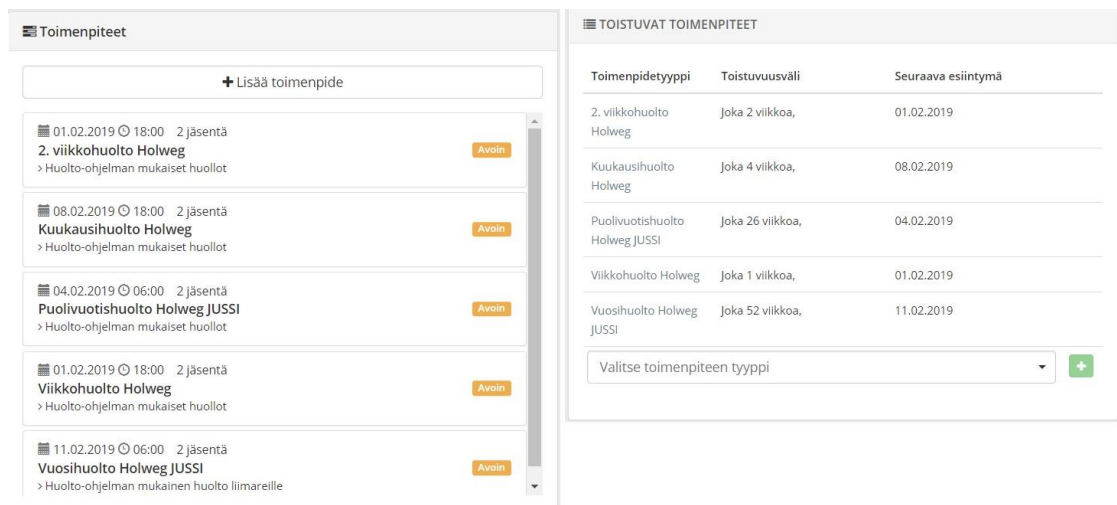 Toimenpiteet
+ Lisää toimenpide
01.02.2019 18:00 2 jäsentä
2. viikkohuolto Holweg
Avoin
> Huolto-ohjelman mukaiset huollot
08.02.2019 18:00 2 jäsentä
Kuukausihuolto Holweg
Avoin
> Huolto-ohjelman mukaiset huollot
04.02.2019 06:00 2 jäsentä
Puolivuotishuolto Holweg JUSSI
Avoin
> Huolto-ohjelman mukaiset huollot
01.02.2019 18:00 2 jäsentä
Viikkohuolto Holweg
Avoin
> Huolto-ohjelman mukaiset huollot
11.02.2019 06:00 2 jäsentä
Vuosihuolto Holweg JUSSI
Avoin
> Huolto-ohjelman mukainen huolto liimareille
TOISTUVAT TOIMENPITEET
Toimenpidetyyppi Toistuvuusväli Seuraava esiintymä
2. viikkohuolto Joka 2 viikkoa, 01.02.2019
Holweg
Kuukausihuolto Joka 4 viikkoa, 08.02.2019
Holweg
Puolivuotishuolto Joka 26 viikkoa, 04.02.2019
Holweg JUSSI
Viikkohuolto Holweg Joka 1 viikkoa, 01.02.2019
Vuosihuolto Holweg Joka 52 viikkoa, 11.02.2019
JUSSI
Valitse toimenpiteen tyyppi